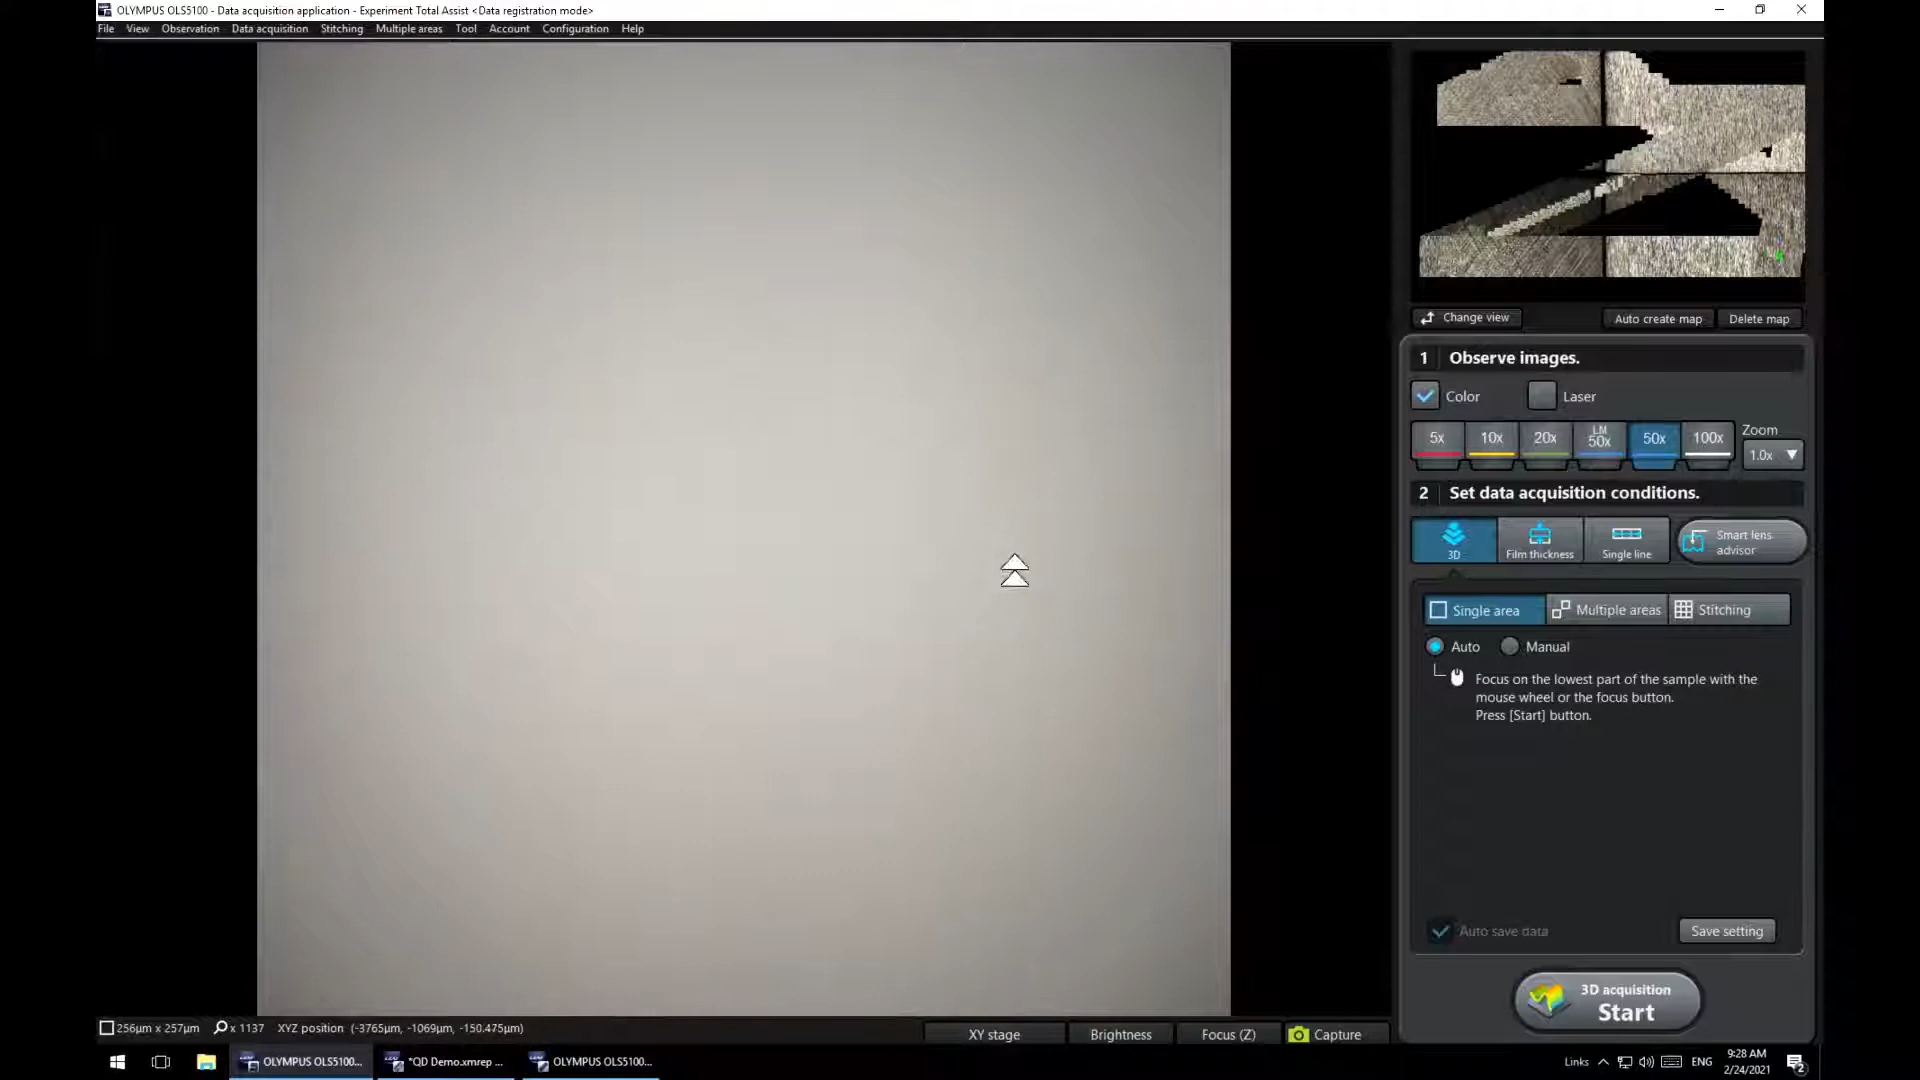 OLYMPUS OLS5100 - Data acquisition application - Experiment Total Assist <Data registration mode>
File View Observation Data acquisition Stitching Multiple areas Tool Account Configuration Help
Change view Auto create map Delete map
1 Observe images.
Color Laser
5x 10x 20x LM 50x 50x 100x Zoom 1.0x
2 Set data acquisition conditions.
3D Film thickness Single line Smart lens advisor
Single area Multiple areas Stitching
Auto Manual
Focus on the lowest part of the sample with the
mouse wheel or the focus button.
Press [Start] button.
Auto save data Save setting
3D acquisition
Start
256µm x 257µm x 1137 XYZ position (-3765µm, -1069µm, -150.475µm)
XY stage Brightness Focus (Z) Capture
OLYMPUS OLS5100... *QD Demo.xmrep ... OLYMPUS OLS5100...
Links ENG 9:28 AM
2/24/2021 2